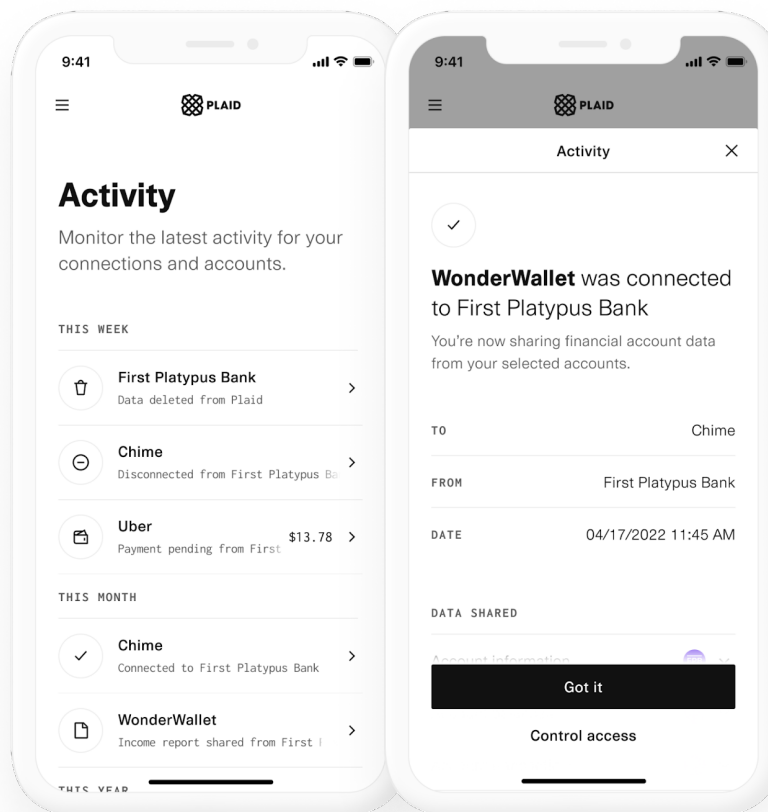 9:41
PLAID
Activity
Monitor the latest activity for your
connections and accounts.
THIS WEEK
First Platypus Bank
Data deleted from Plaid
Chime
Disconnected from First Platypus Ba
Uber
Payment pending from First
$13.78
THIS MONTH
Chime
Connected to First Platypus Bank
WonderWallet
Income report shared from First
THIS YEAR
9:41
PLAID
Activity
WonderWallet was connected
to First Platypus Bank
You're now sharing financial account data
from your selected accounts.
TO
Chime
FROM
First Platypus Bank
DATE
04/17/2022 11:45 AM
DATA SHARED
Account information
Got it
Control access